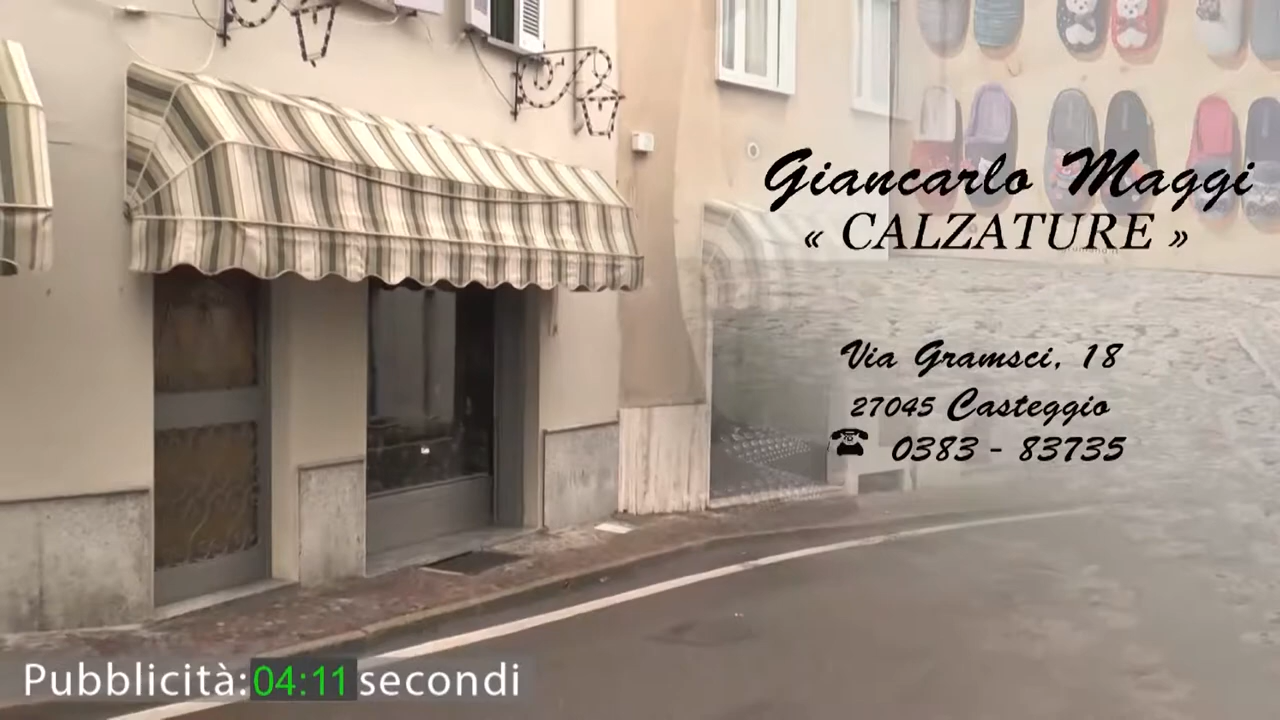 Giancarlo Maggi
« CALZATURE »
Via Gramsci, 18
27045 Casteggio
☎ 0383 - 83735
Pubblicità: 04:11 secondi